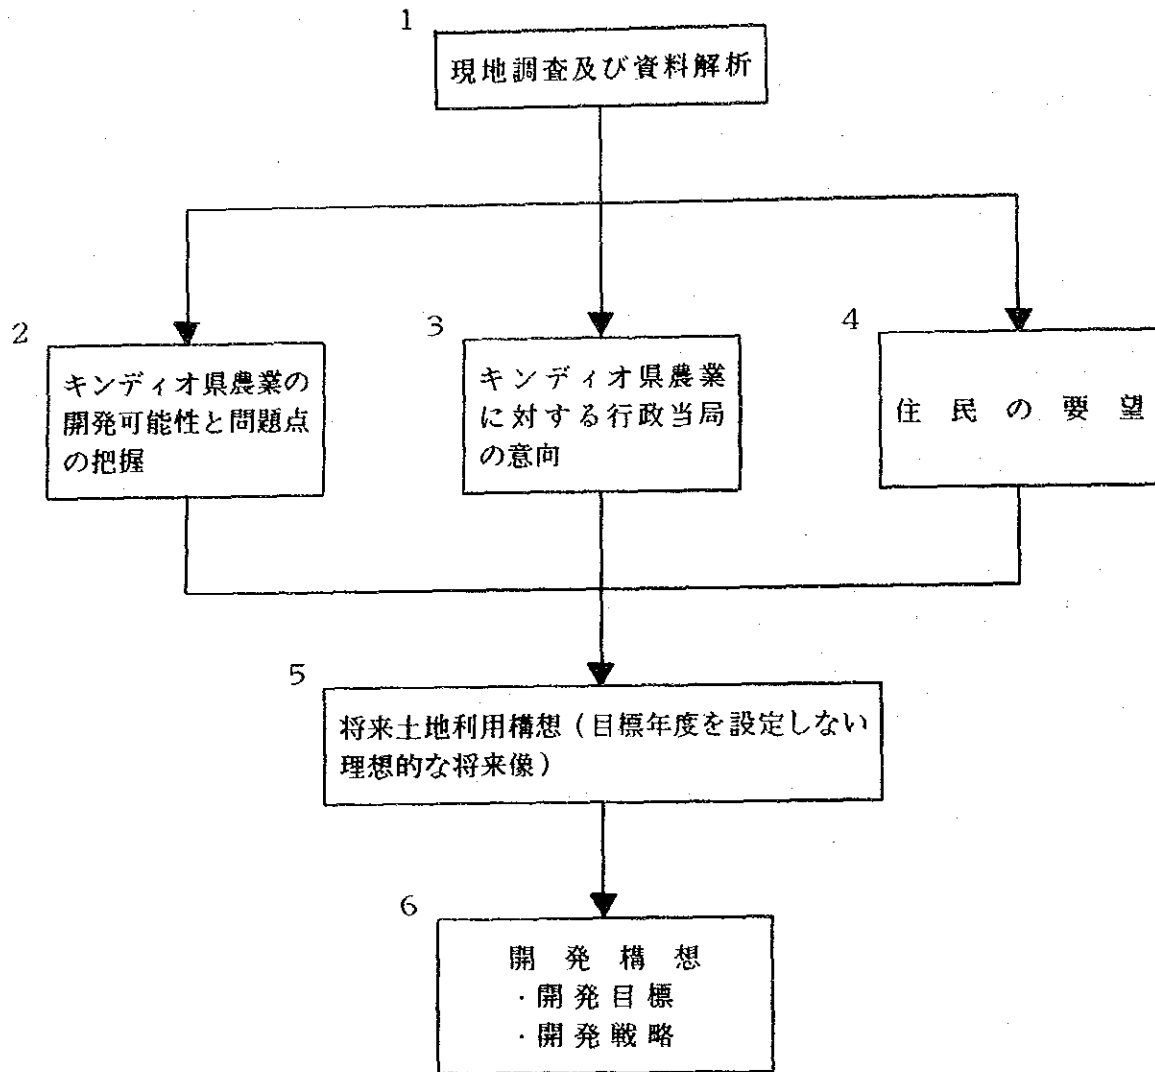 1
現地調査及び資料解析
2
キンディオ県農業の
開発可能性と問題点
の把握
3
キンディオ県農業
に対する行政当局
の意向
4
住民の要望
5
将来土地利用構想（目標年度を設定しない
理想的な将来像）
6
開発構想
・開発目標
・開発戦略